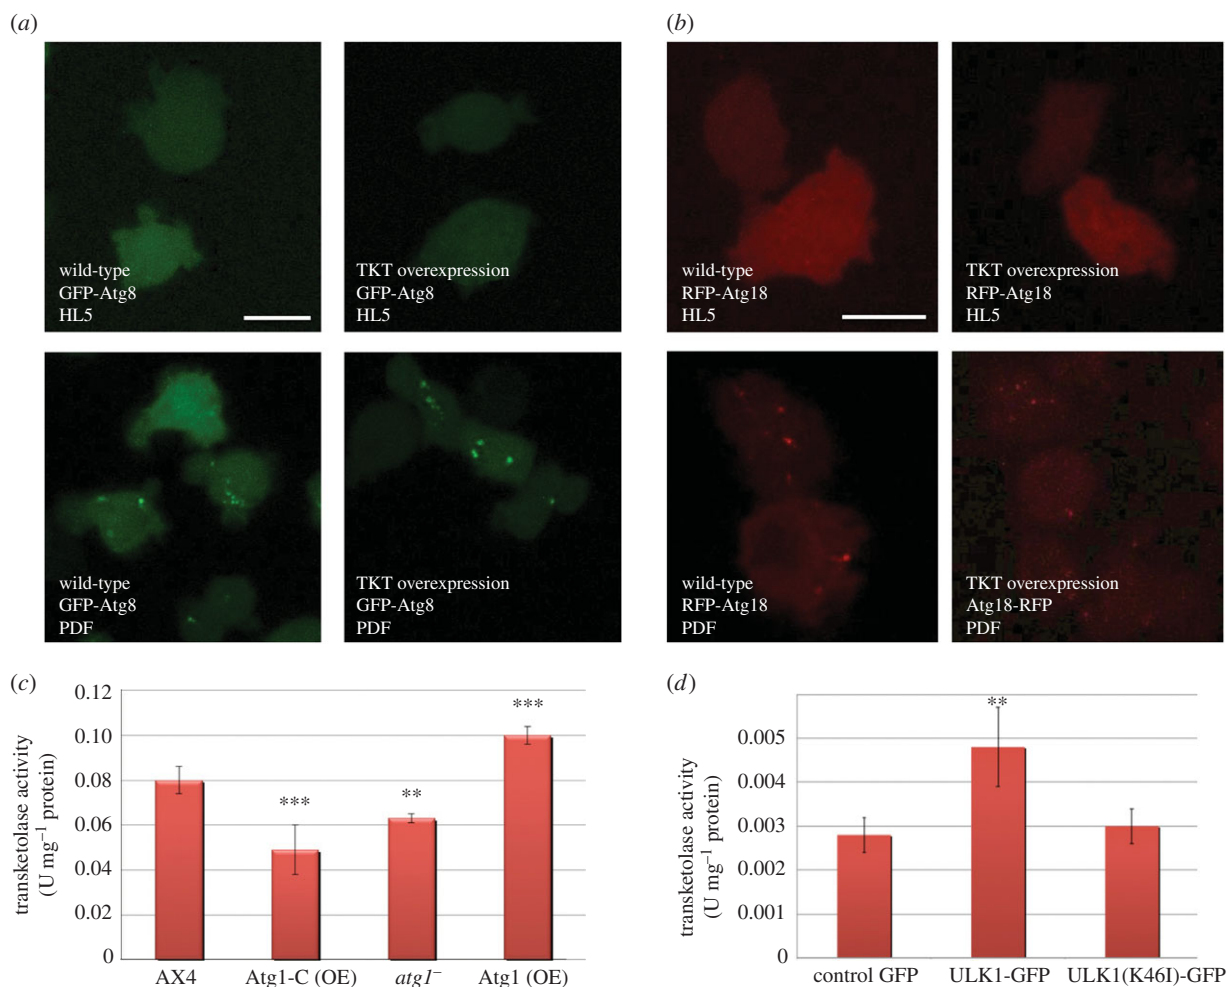 (a)
wild-type
GFP-Atg8
HL5
TKT overexpression
GFP-Atg8
HL5
wild-type
GFP-Atg8
PDF
TKT overexpression
GFP-Atg8
PDF
(b)
wild-type
RFP-Atg18
HL5
TKT overexpression
RFP-Atg18
HL5
wild-type
RFP-Atg18
PDF
TKT overexpression
Atg18-RFP
PDF
(c)
transketolase activity
(U mg⁻¹ protein)
0.12
0.10
0.08
0.06
0.04
0.02
0
***
**
***
AX4
Atg1-C (OE)
atg1⁻
Atg1 (OE)
(d)
transketolase activity
(U mg⁻¹ protein)
0.005
0.004
0.003
0.002
0.001
0
**
control GFP
ULK1-GFP
ULK1(K46I)-GFP